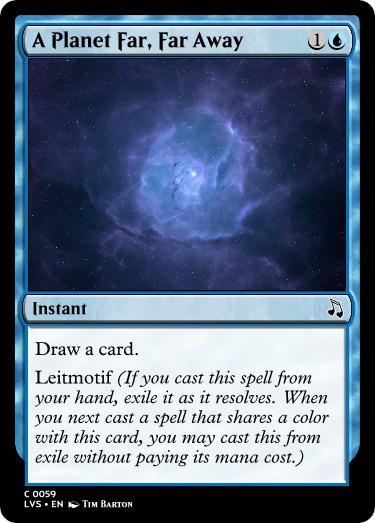 A Planet Far, Far Away 1
Instant
Draw a card.
Leitmotif (If you cast this spell from
your hand, exile it as it resolves. When
you next cast a spell that shares a color
with this card, you may cast this from
exile without paying its mana cost.)
C 0059
LVS • EN Tim Barton